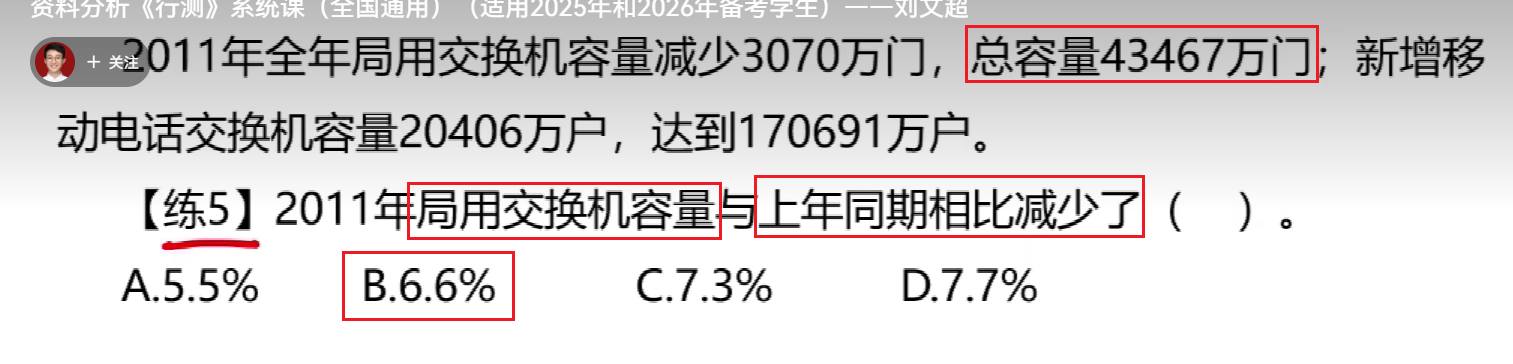 资料分析《行测》系统课（全国通用）（适用2025年和2026年备考学生）——刘文超
＋ 关注
2011年全年局用交换机容量减少3070万门，总容量43467万门；新增移
动电话交换机容量20406万户，达到170691万户。
【练5】2011年局用交换机容量与上年同期相比减少了（ ）。
A.5.5% B.6.6% C.7.3% D.7.7%